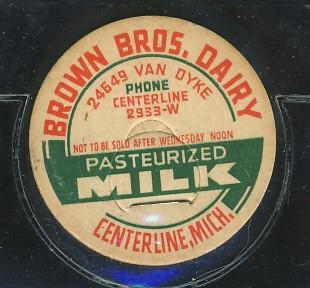 BROWN BROS. DAIRY
24649 VAN DYKE
PHONE
CENTERLINE
2933-W
NOT TO BE SOLD AFTER WEDNESDAY NOON
PASTEURIZED
MILK
CENTERLINE, MICH.